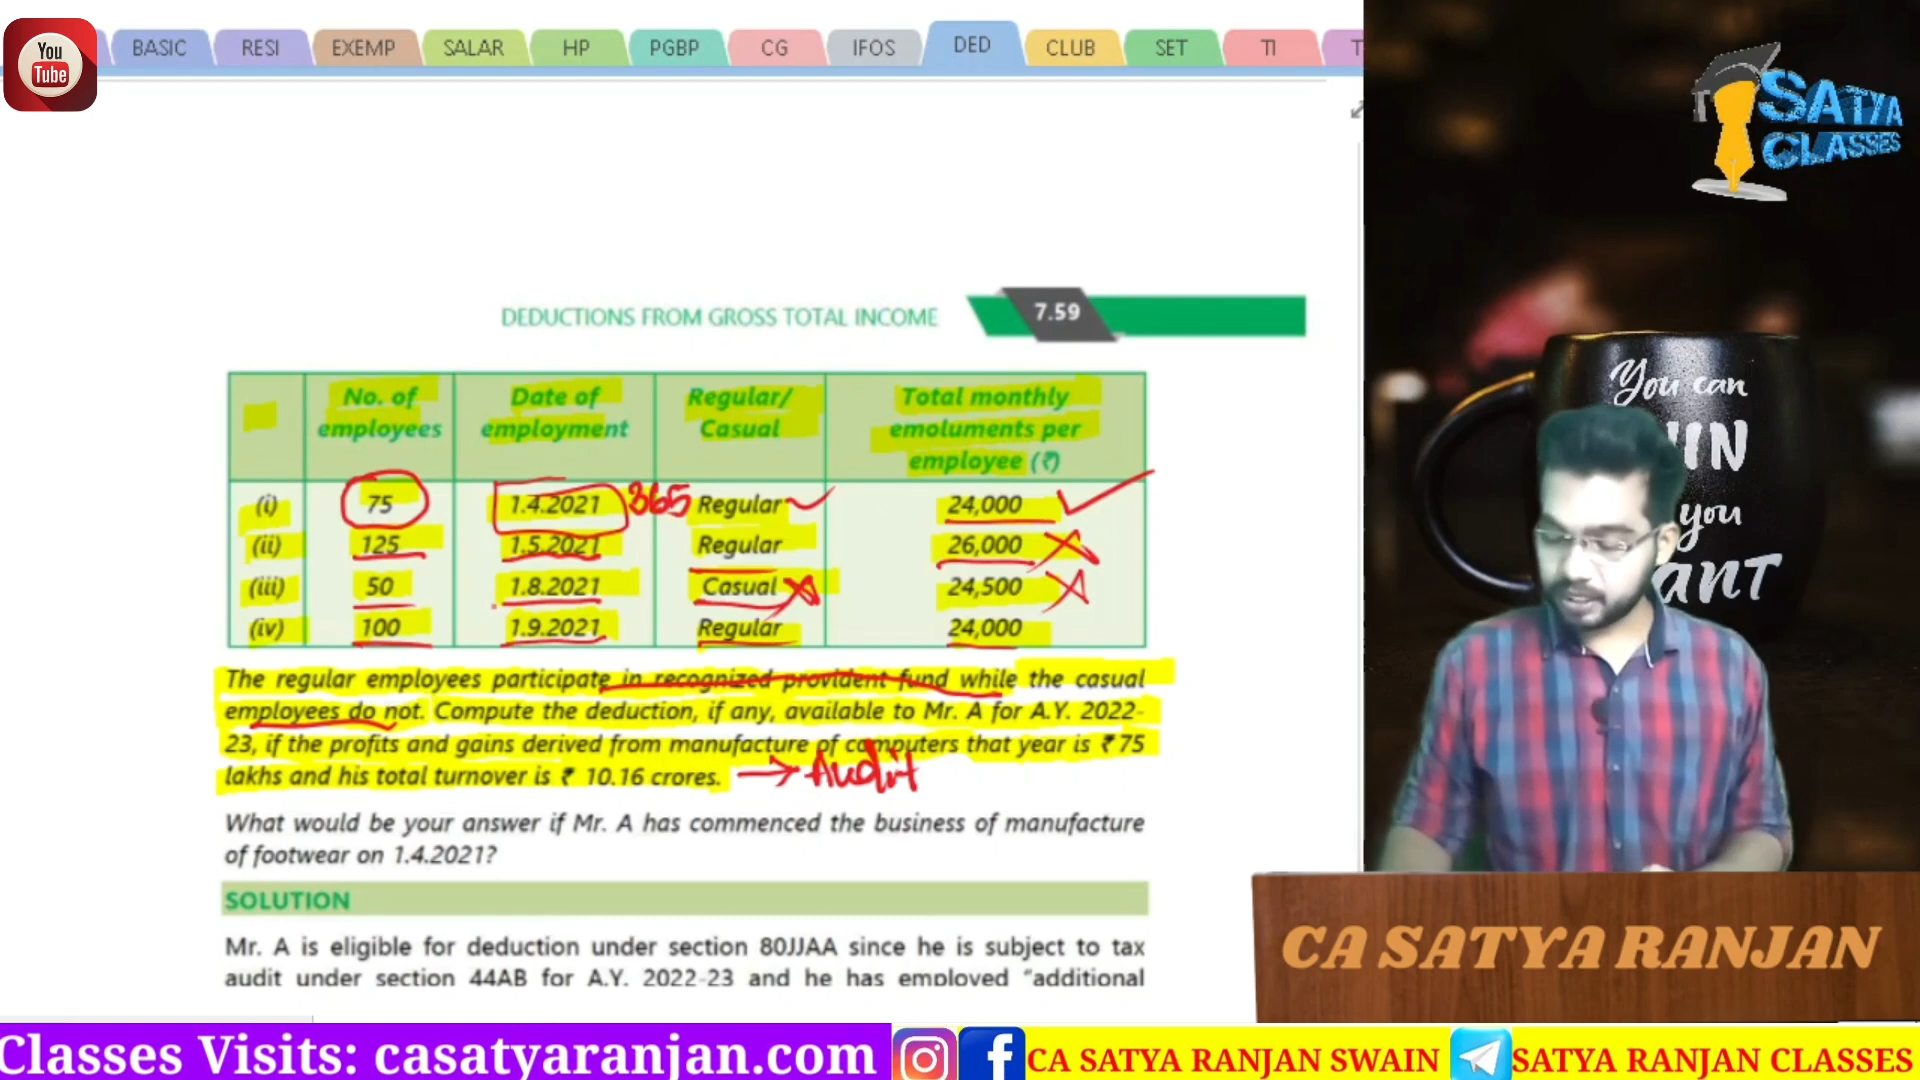 You
Tube
BASIC RESI EXEMP SALAR HP PGBP CG IFOS DED CLUB SET TI T
SATYA
CLASSES
DEDUCTIONS FROM GROSS TOTAL INCOME 7.59
No. of employees Date of employment Regular/ Casual Total monthly emoluments per employee (₹)
(i) 75 1.4.2021 365 Regular 24,000
(ii) 125 1.5.2021 Regular 26,000
(iii) 50 1.8.2021 Casual 24,500
(iv) 100 1.9.2021 Regular 24,000
The regular employees participate in recognized provident fund while the casual
employees do not. Compute the deduction, if any, available to Mr. A for A.Y. 2022-
23, if the profits and gains derived from manufacture of computers that year is ₹ 75
lakhs and his total turnover is ₹ 10.16 crores. → Audit
What would be your answer if Mr. A has commenced the business of manufacture
of footwear on 1.4.2021?
SOLUTION
Mr. A is eligible for deduction under section 80JJAA since he is subject to tax
audit under section 44AB for A.Y. 2022-23 and he has employed “additional
You can
you
CA SATYA RANJAN
Classes Visits: casatyaranjan.com CA SATYA RANJAN SWAIN SATYA RANJAN CLASSES